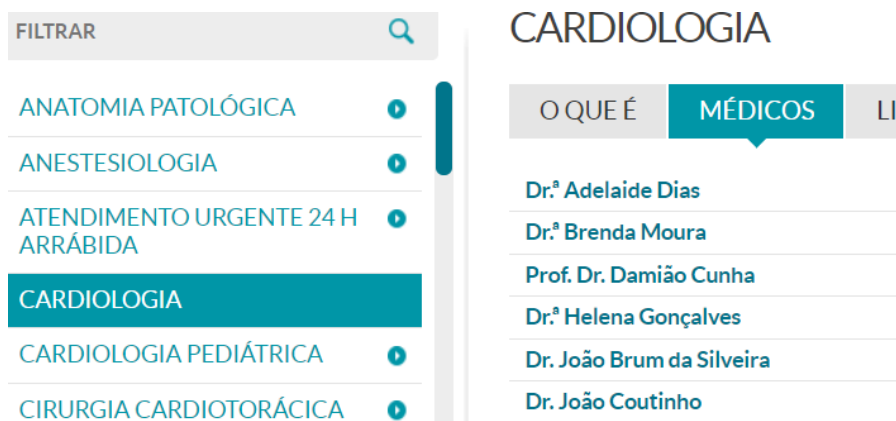 FILTRAR
ANATOMIA PATOLÓGICA
ANESTESIOLOGIA
ATENDIMENTO URGENTE 24 H
ARRÁBIDA
CARDIOLOGIA
CARDIOLOGIA PEDIÁTRICA
CIRURGIA CARDIOTORÁCICA
CARDIOLOGIA
O QUE É MÉDICOS
Dr.ª Adelaide Dias
Dr.ª Brenda Moura
Prof. Dr. Damião Cunha
Dr.ª Helena Gonçalves
Dr. João Brum da Silveira
Dr. João Coutinho